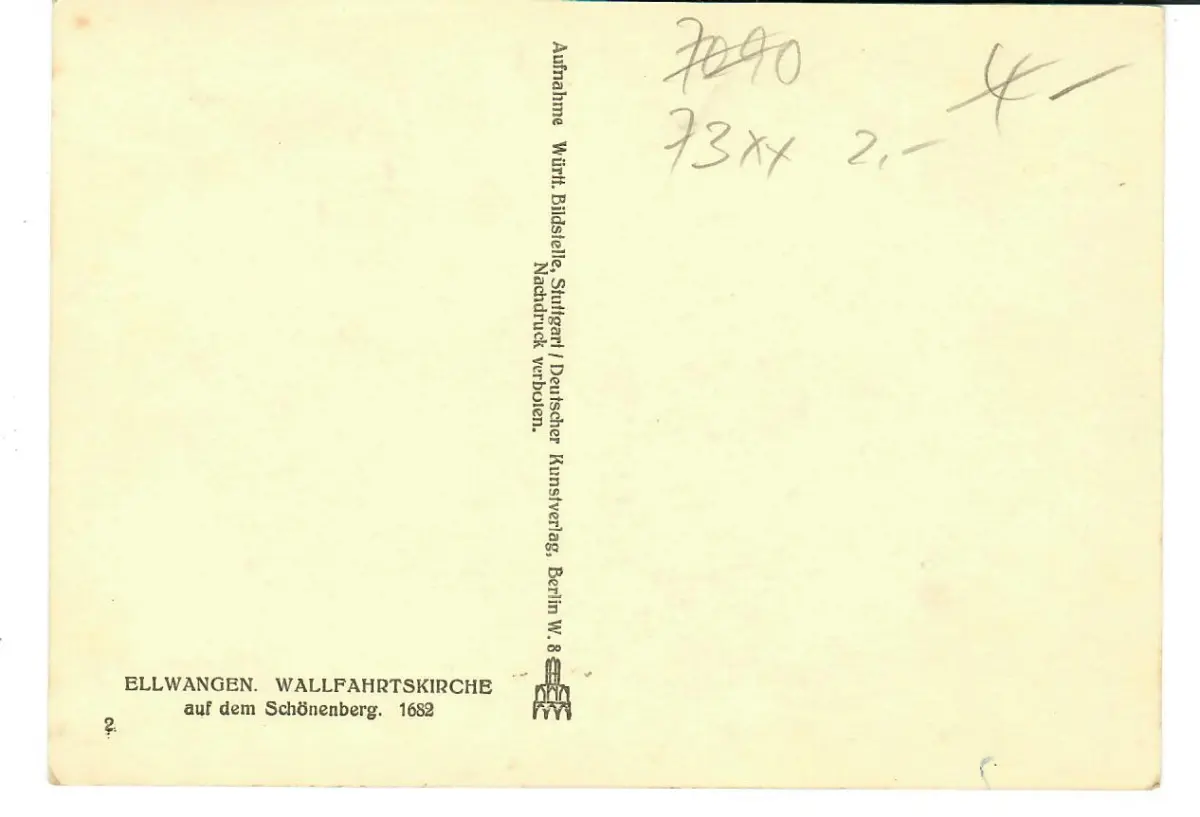 7090
4 –
73xx 2,–
Aufnahme Württ. Bildstelle, Stuttgart / Deutscher Kunstverlag, Berlin W. 8
Nachdruck verboten.
ELLWANGEN. WALLFAHRTSKIRCHE
auf dem Schönenberg. 1682
2.